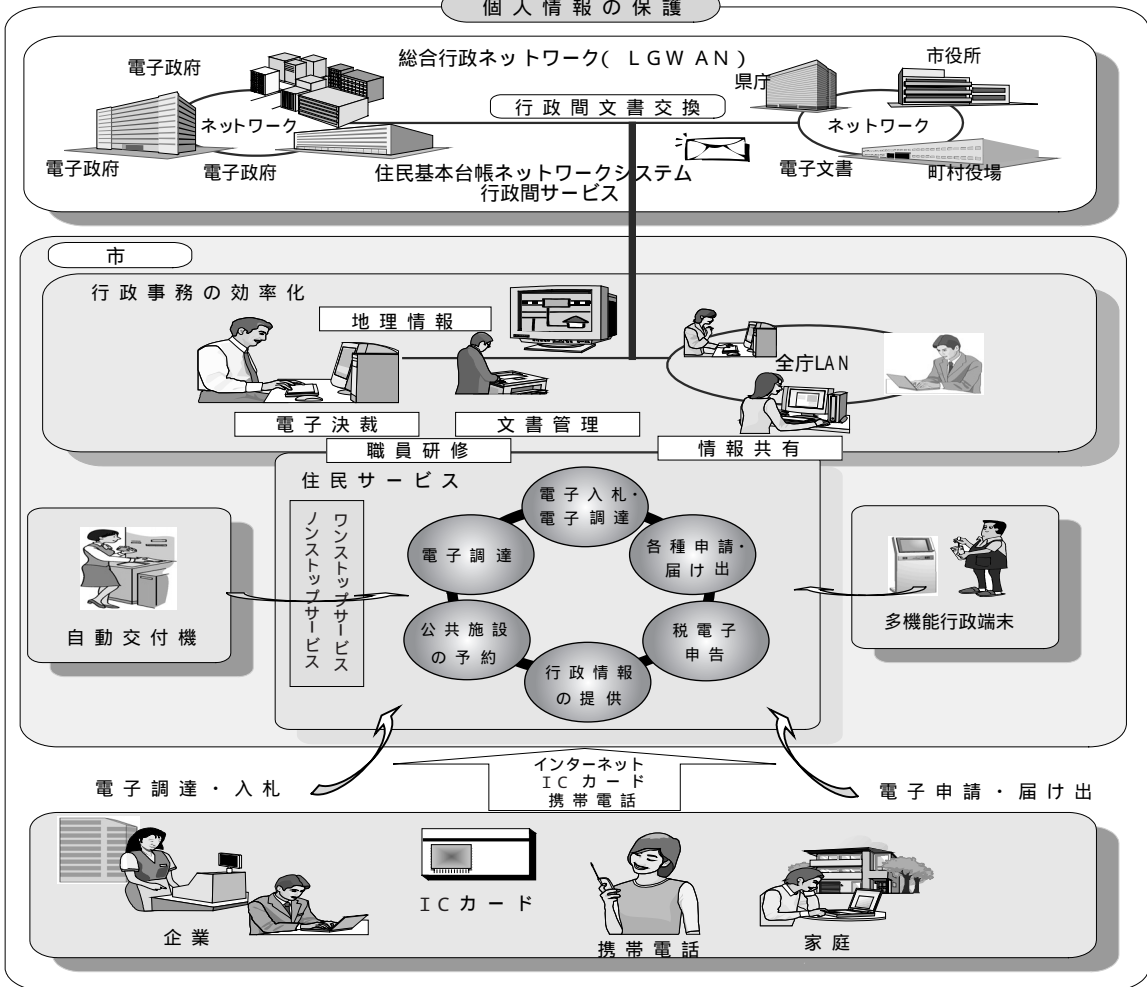 個人情報の保護
総合行政ネットワーク( LGWAN)
電子政府
市役所
県庁
行政間文書交換
ネットワーク
ネットワーク
電子政府
電子政府
住民基本台帳ネットワークシステム
行政間サービス
電子文書
町村役場
市
行政事務の効率化
地理情報
全庁LAN
電子決裁
文書管理
職員研修
情報共有
住民サービス
ワンストップサービス
ノンストップサービス
電子入札・
電子調達
電子調達
各種申請・
届け出
公共施設
の予約
税電子
申告
行政情報
の提供
自動交付機
多機能行政端末
インターネット
ICカード
携帯電話
電子調達・入札
電子申請・届け出
企業
ICカード
携帯電話
家庭